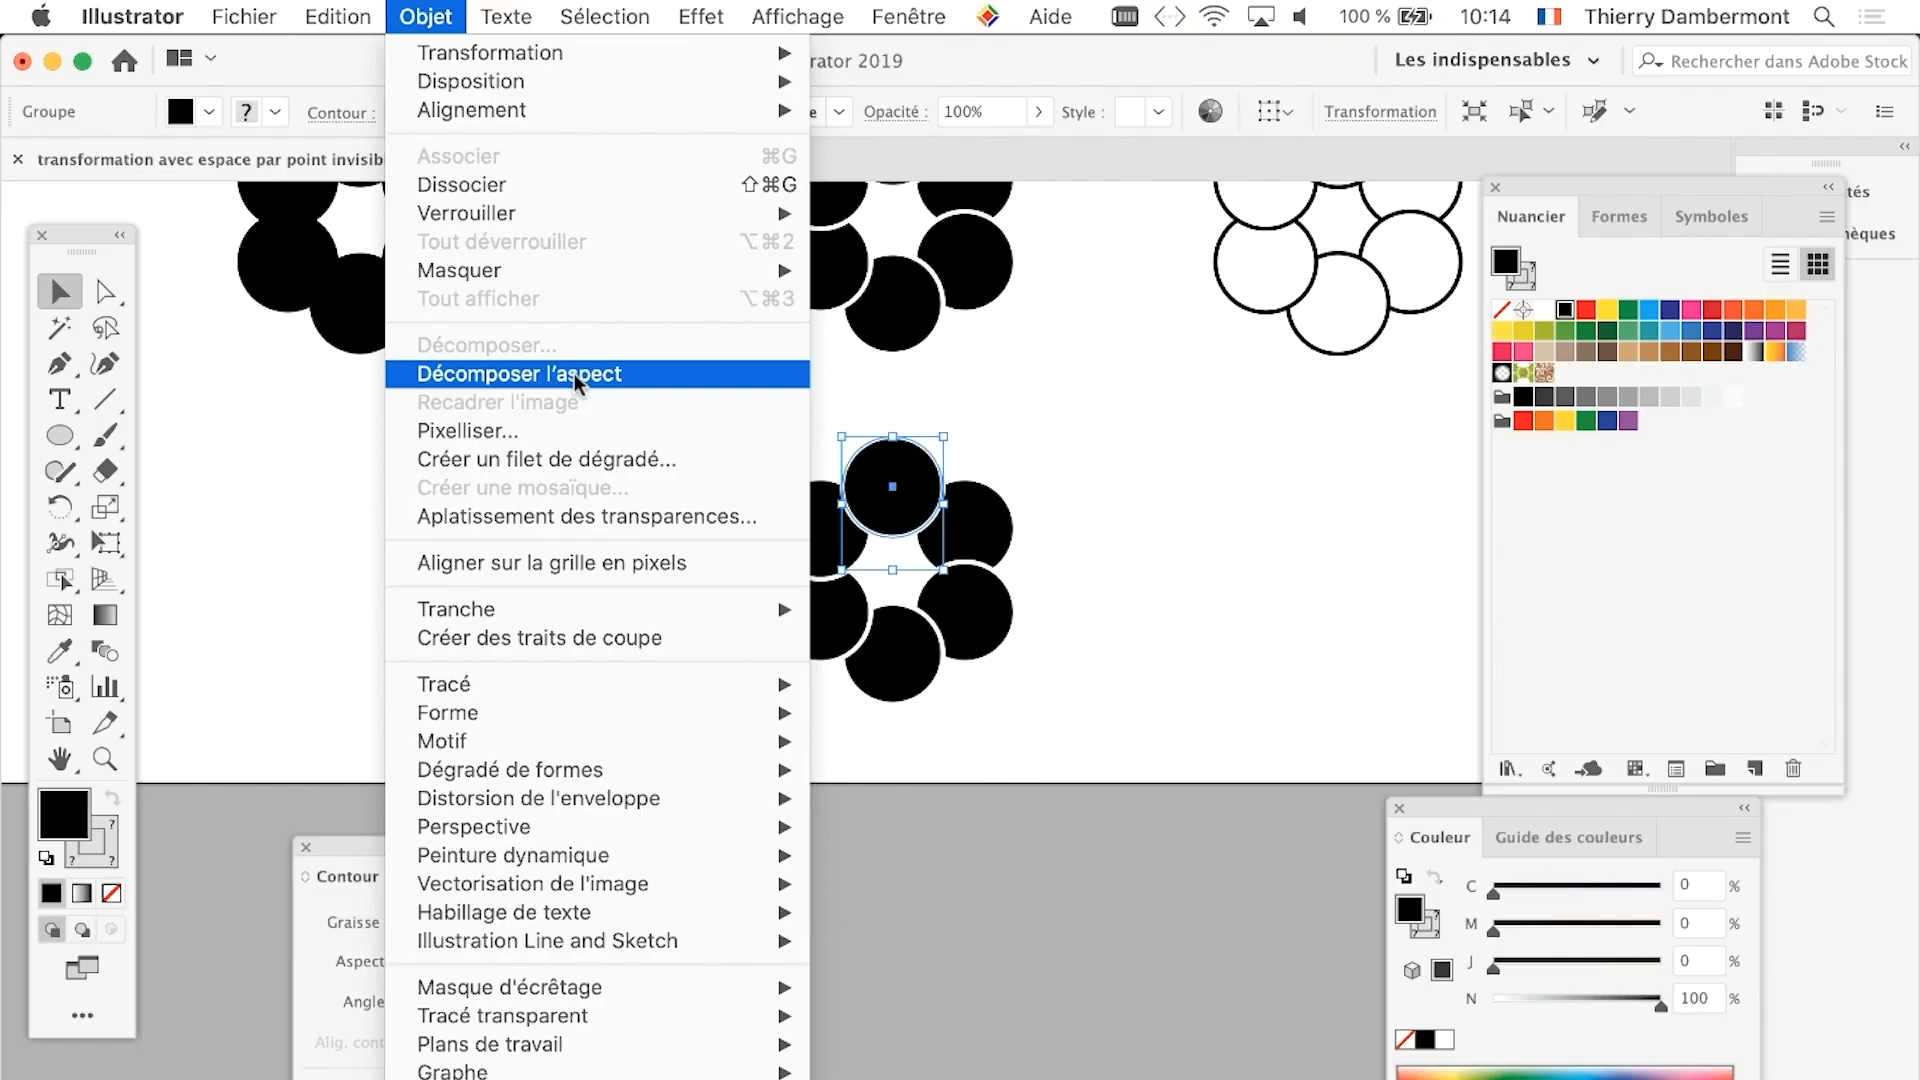 Illustrator Fichier Edition Objet Texte Sélection Effet Affichage Fenêtre Aide 100 % 10:14 Thierry Dambermont
rator 2019 Les indispensables Rechercher dans Adobe Stock
Groupe ? Contour : e Opacité : 100% Style : Transformation
transformation avec espace par point invisib
Transformation
Disposition
Alignement
Associer ⌘G
Dissocier ⇧⌘G
Verrouiller
Tout déverrouiller ⌥⌘2
Masquer
Tout afficher ⌥⌘3
Décomposer...
Décomposer l’aspect
Recadrer l'image
Pixelliser...
Créer un filet de dégradé...
Créer une mosaïque...
Aplatissement des transparences...
Aligner sur la grille en pixels
Tranche
Créer des traits de coupe
Tracé
Forme
Motif
Dégradé de formes
Distorsion de l'enveloppe
Perspective
Peinture dynamique
Vectorisation de l'image
Habillage de texte
Illustration Line and Sketch
Masque d'écrêtage
Tracé transparent
Plans de travail
Graphe
Contour
Graisse
Aspect
Angle
Alig. cont
tés
hèques
Nuancier Formes Symboles
Couleur Guide des couleurs
C 0 %
M 0 %
J 0 %
N 100 %